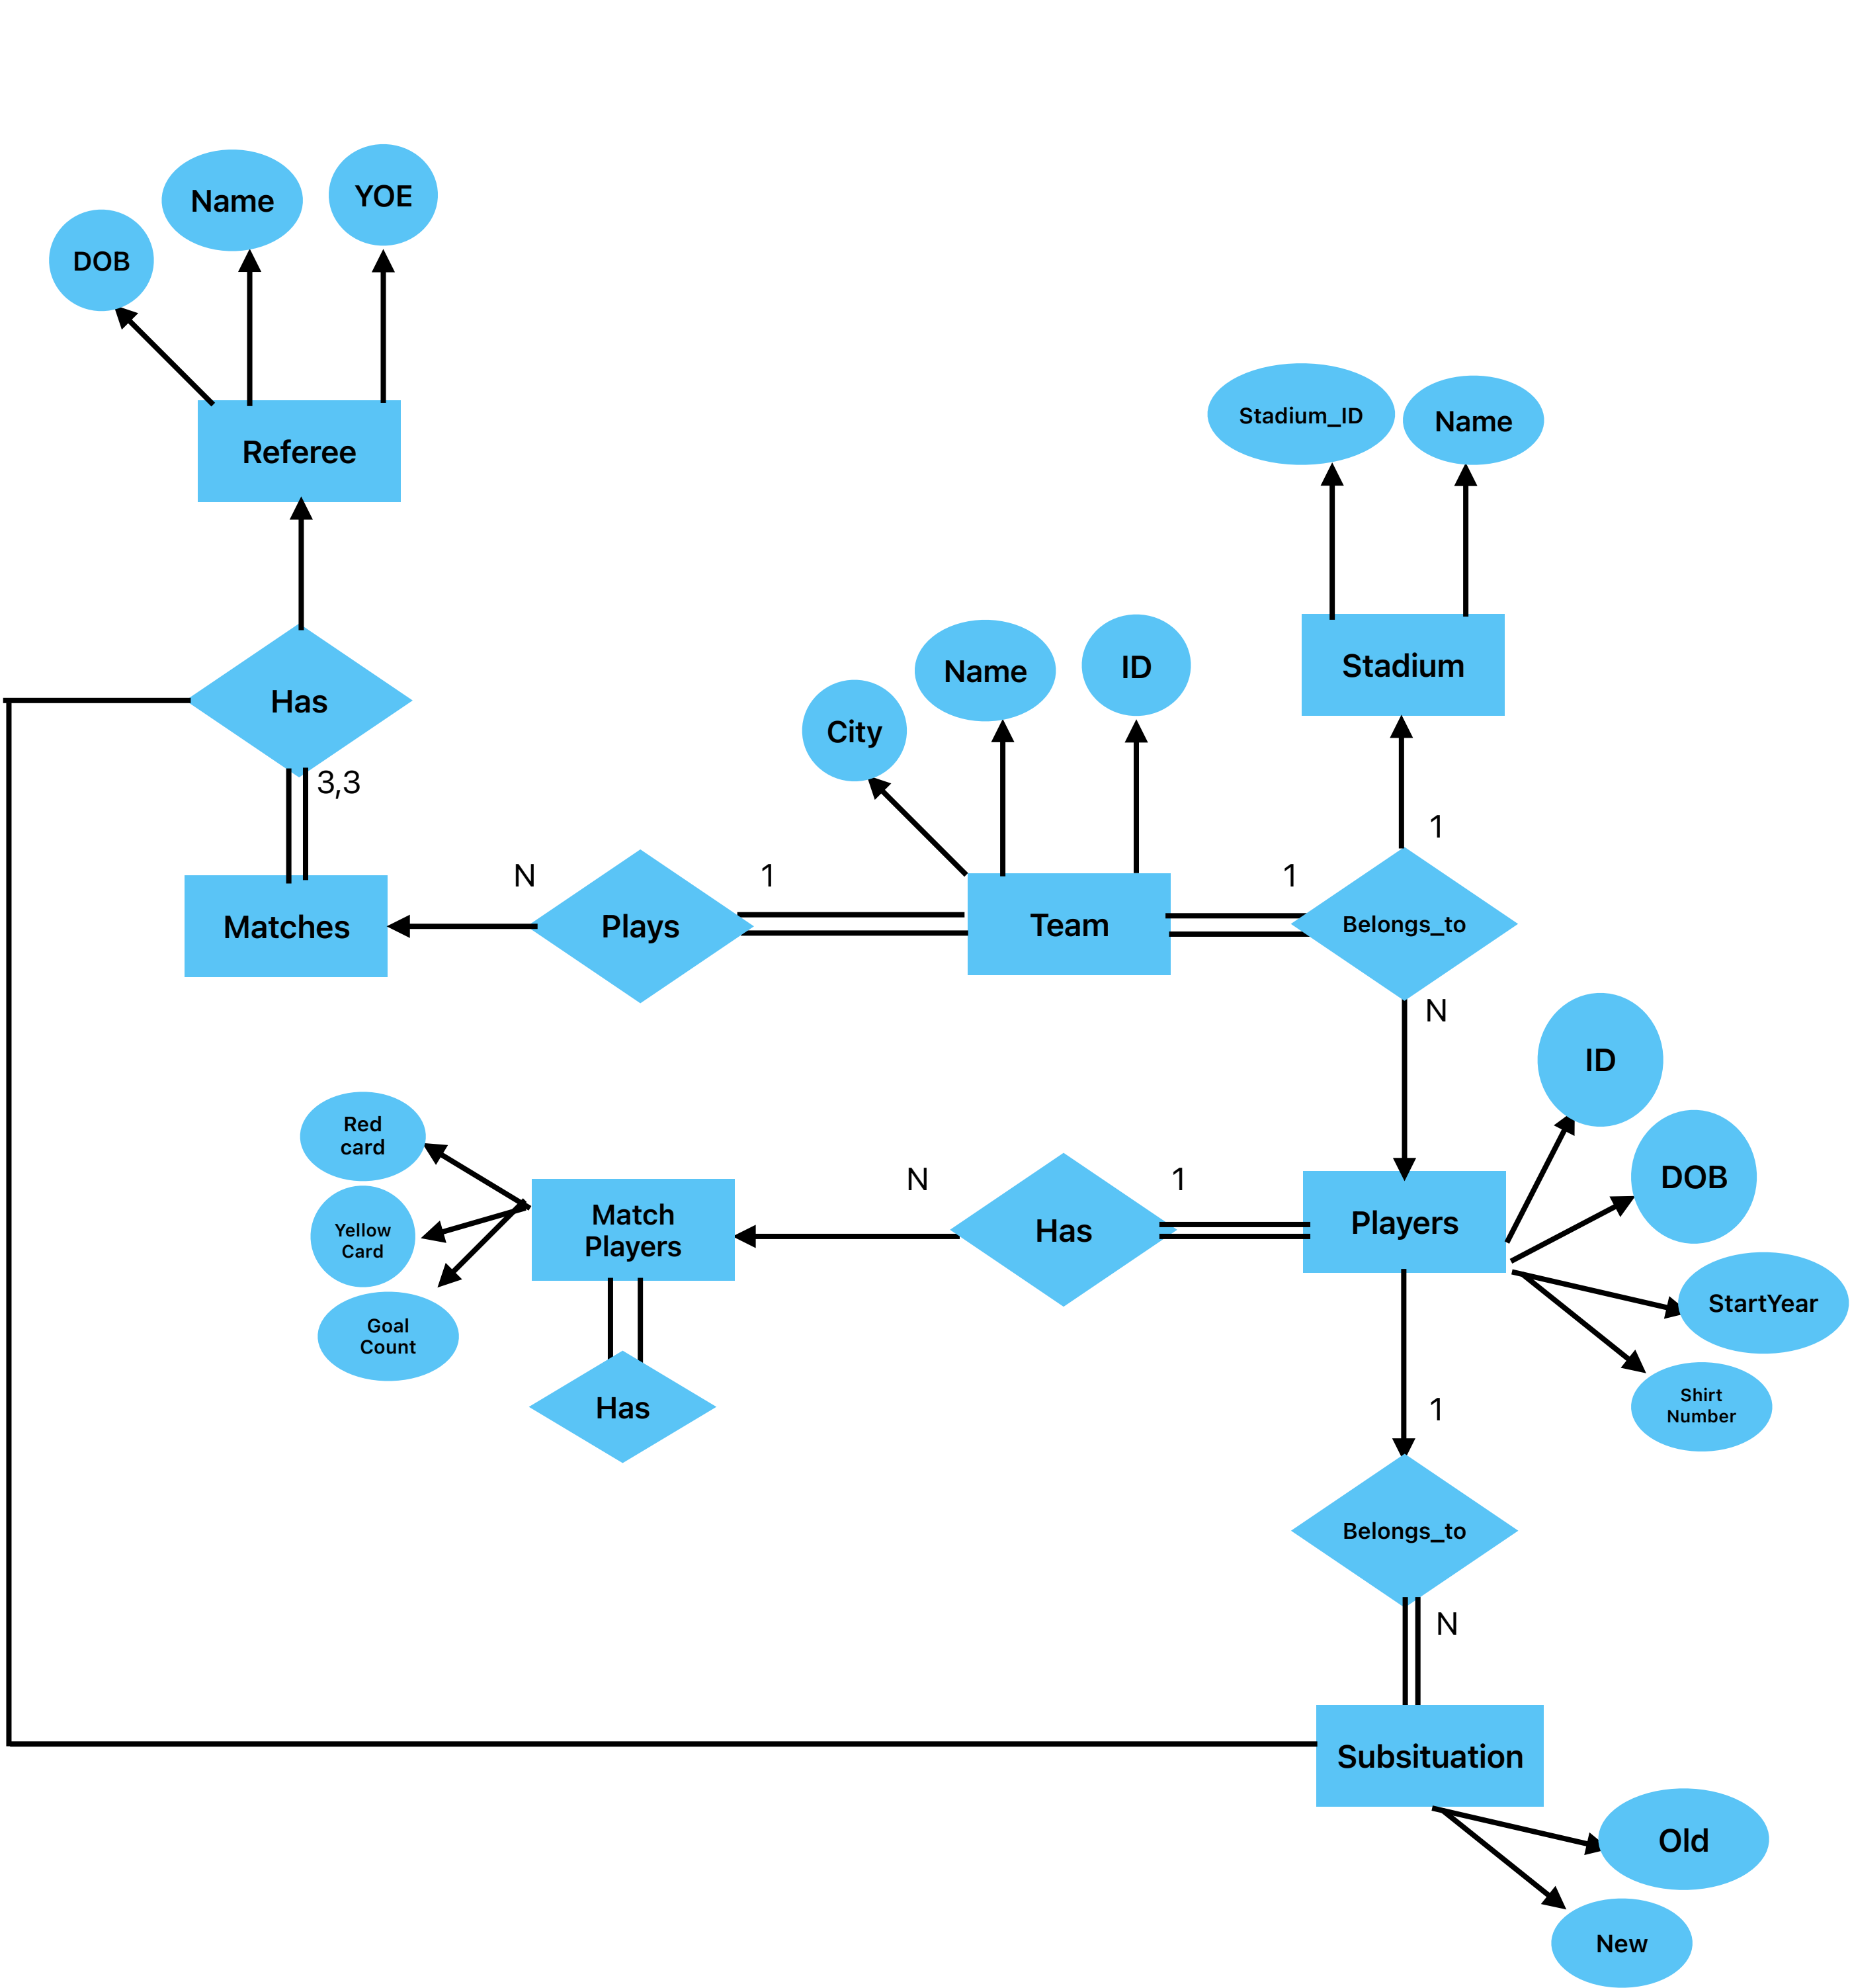 YOE
Name
DOB
Referee
Stadium_ID
Name
Name
ID
Stadium
City
Has
3,3
1
N
1
1
Matches
Plays
Team
Belongs_to
N
ID
Red
card
DOB
N
1
Match
Players
Players
Has
Yellow
Card
StartYear
Goal
Count
Shirt
Number
Has
1
Belongs_to
N
Subsituation
Old
New